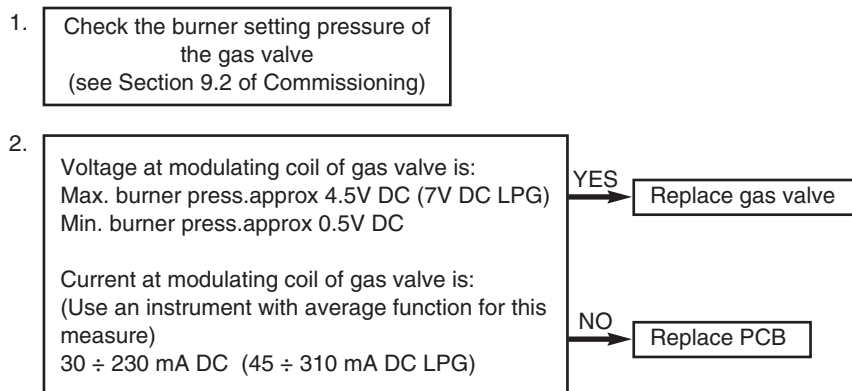 1.
Check the burner setting pressure of
the gas valve
(see Section 9.2 of Commissioning)
2.
Voltage at modulating coil of gas valve is:
Max. burner press.approx 4.5V DC (7V DC LPG)
Min. burner press.approx 0.5V DC
YES
Replace gas valve
Current at modulating coil of gas valve is:
(Use an instrument with average function for this
measure)
30 ÷ 230 mA DC (45 ÷ 310 mA DC LPG)
NO
Replace PCB